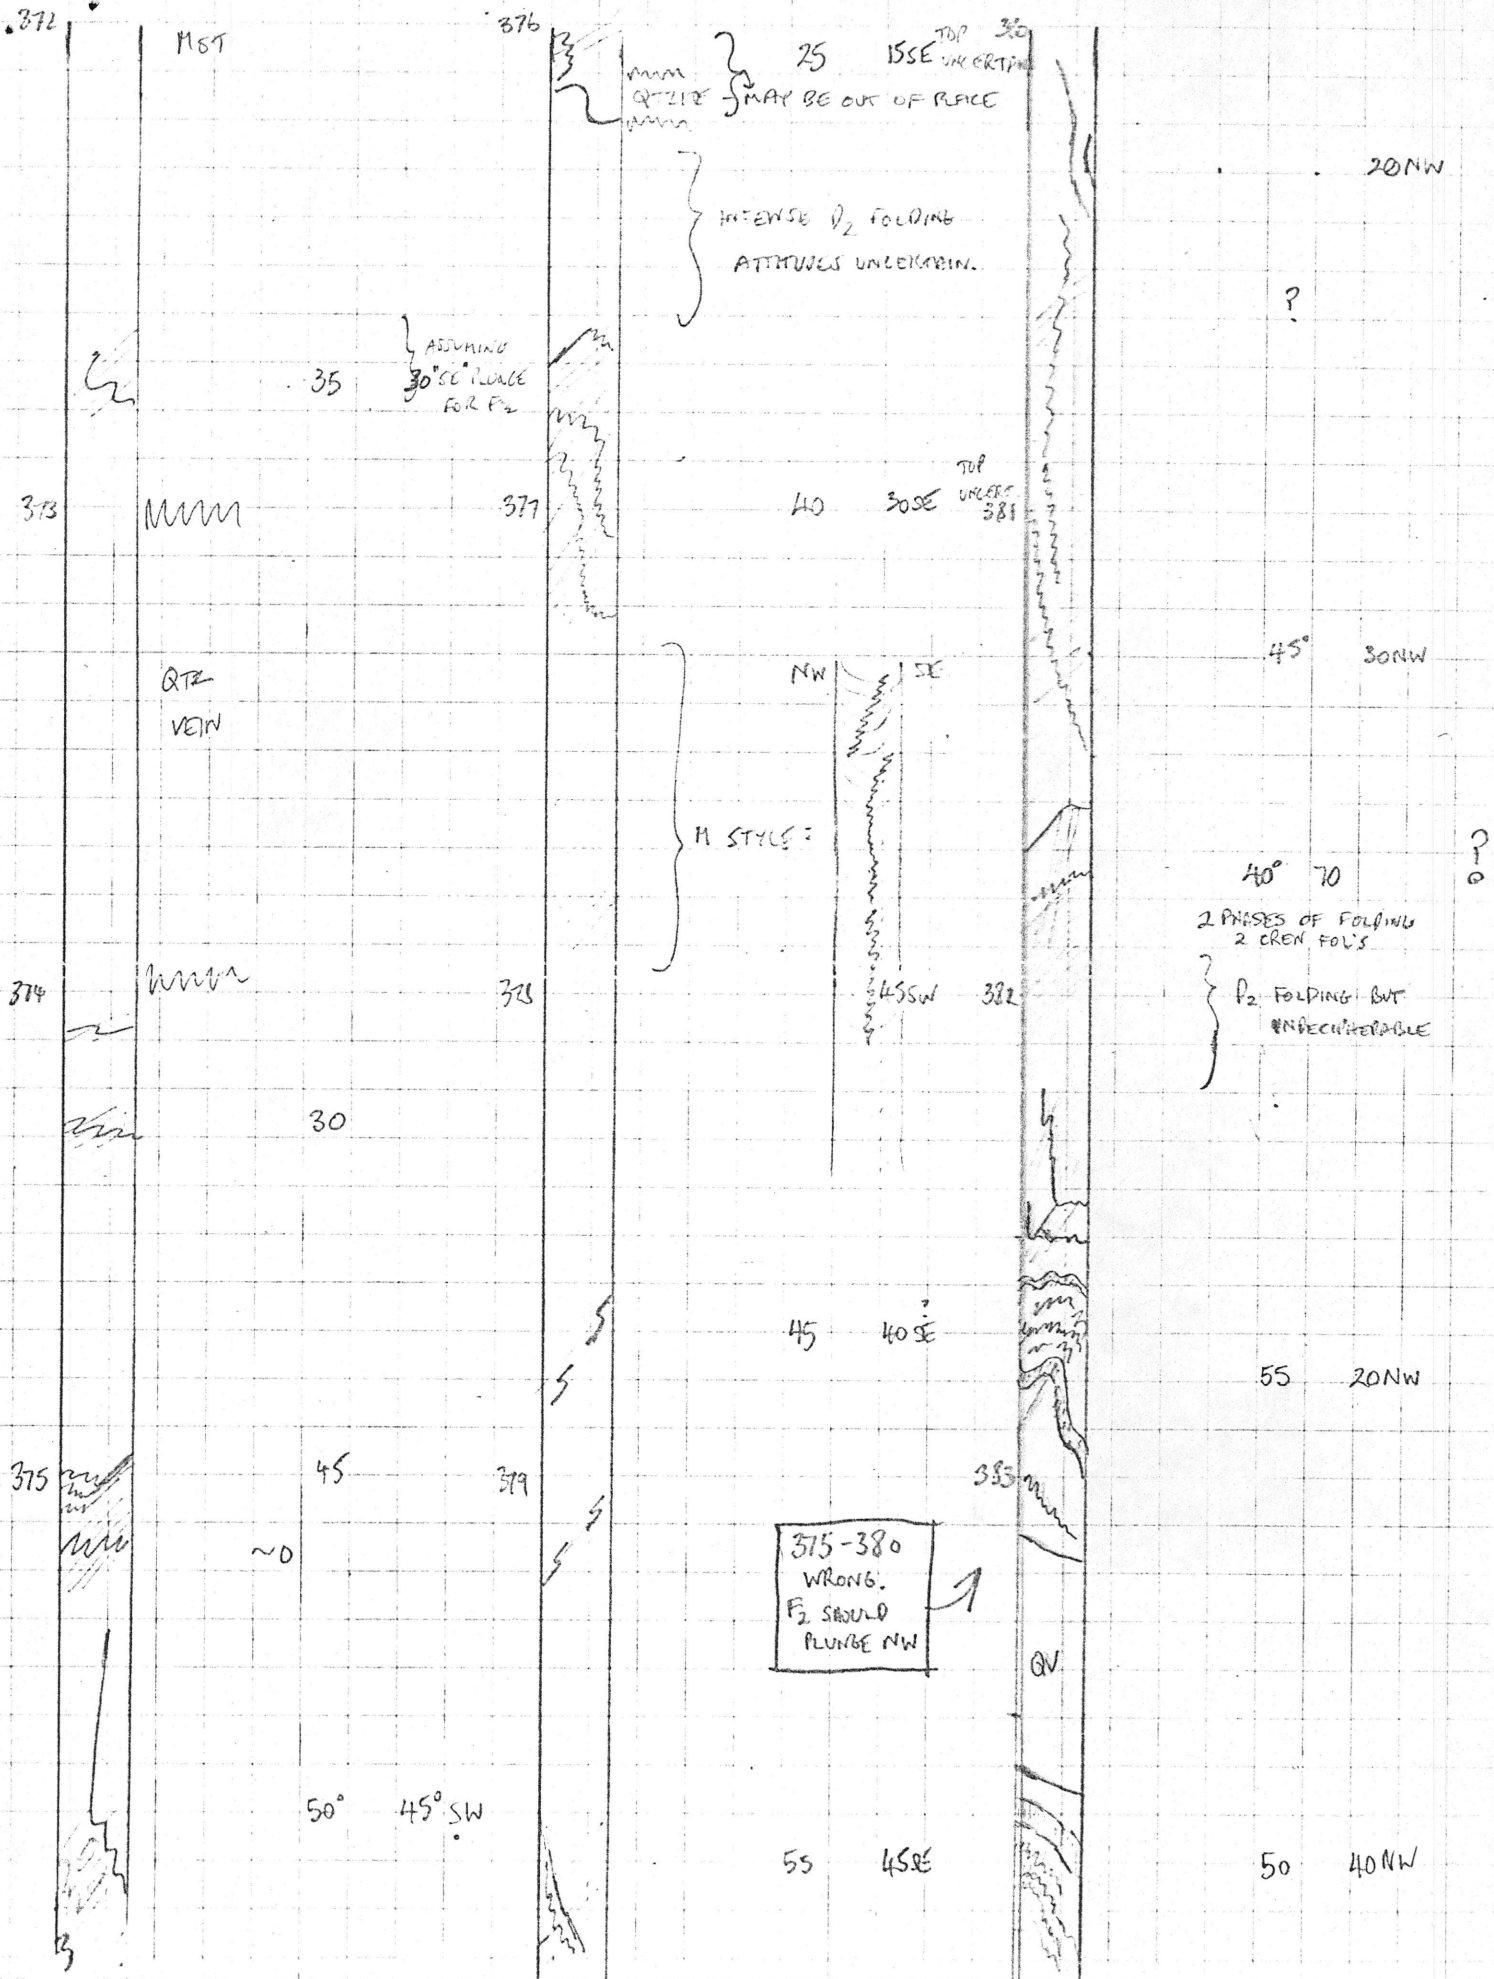 372
MST
373
QTZ
VEIN
374
375
35
30
45
~0
50° 45° SW
ASSUMING
30° SE PLUNGE
FOR F2
376
QTZITE
25 15SE
MAY BE OUT OF PLACE
INTENSE D2 FOLDING
ATTITUDES UNCERTAIN.
377
40 30SE
M STYLE:
NW SE
45SW
378
379
45 40SE
?
375-380
WRONG.
F2 SHOULD
PLUNGE NW
55 45SE
TOP
UNCERTAIN
380
20NW
?
TOP
UNCERT.
381
45° 30NW
40° 70
?
2 PHASES OF FOLDING
2 CREN. FOL'S
382
D2 FOLDING BUT
INDECIPHERABLE
55 20NW
383
QV
50 40NW